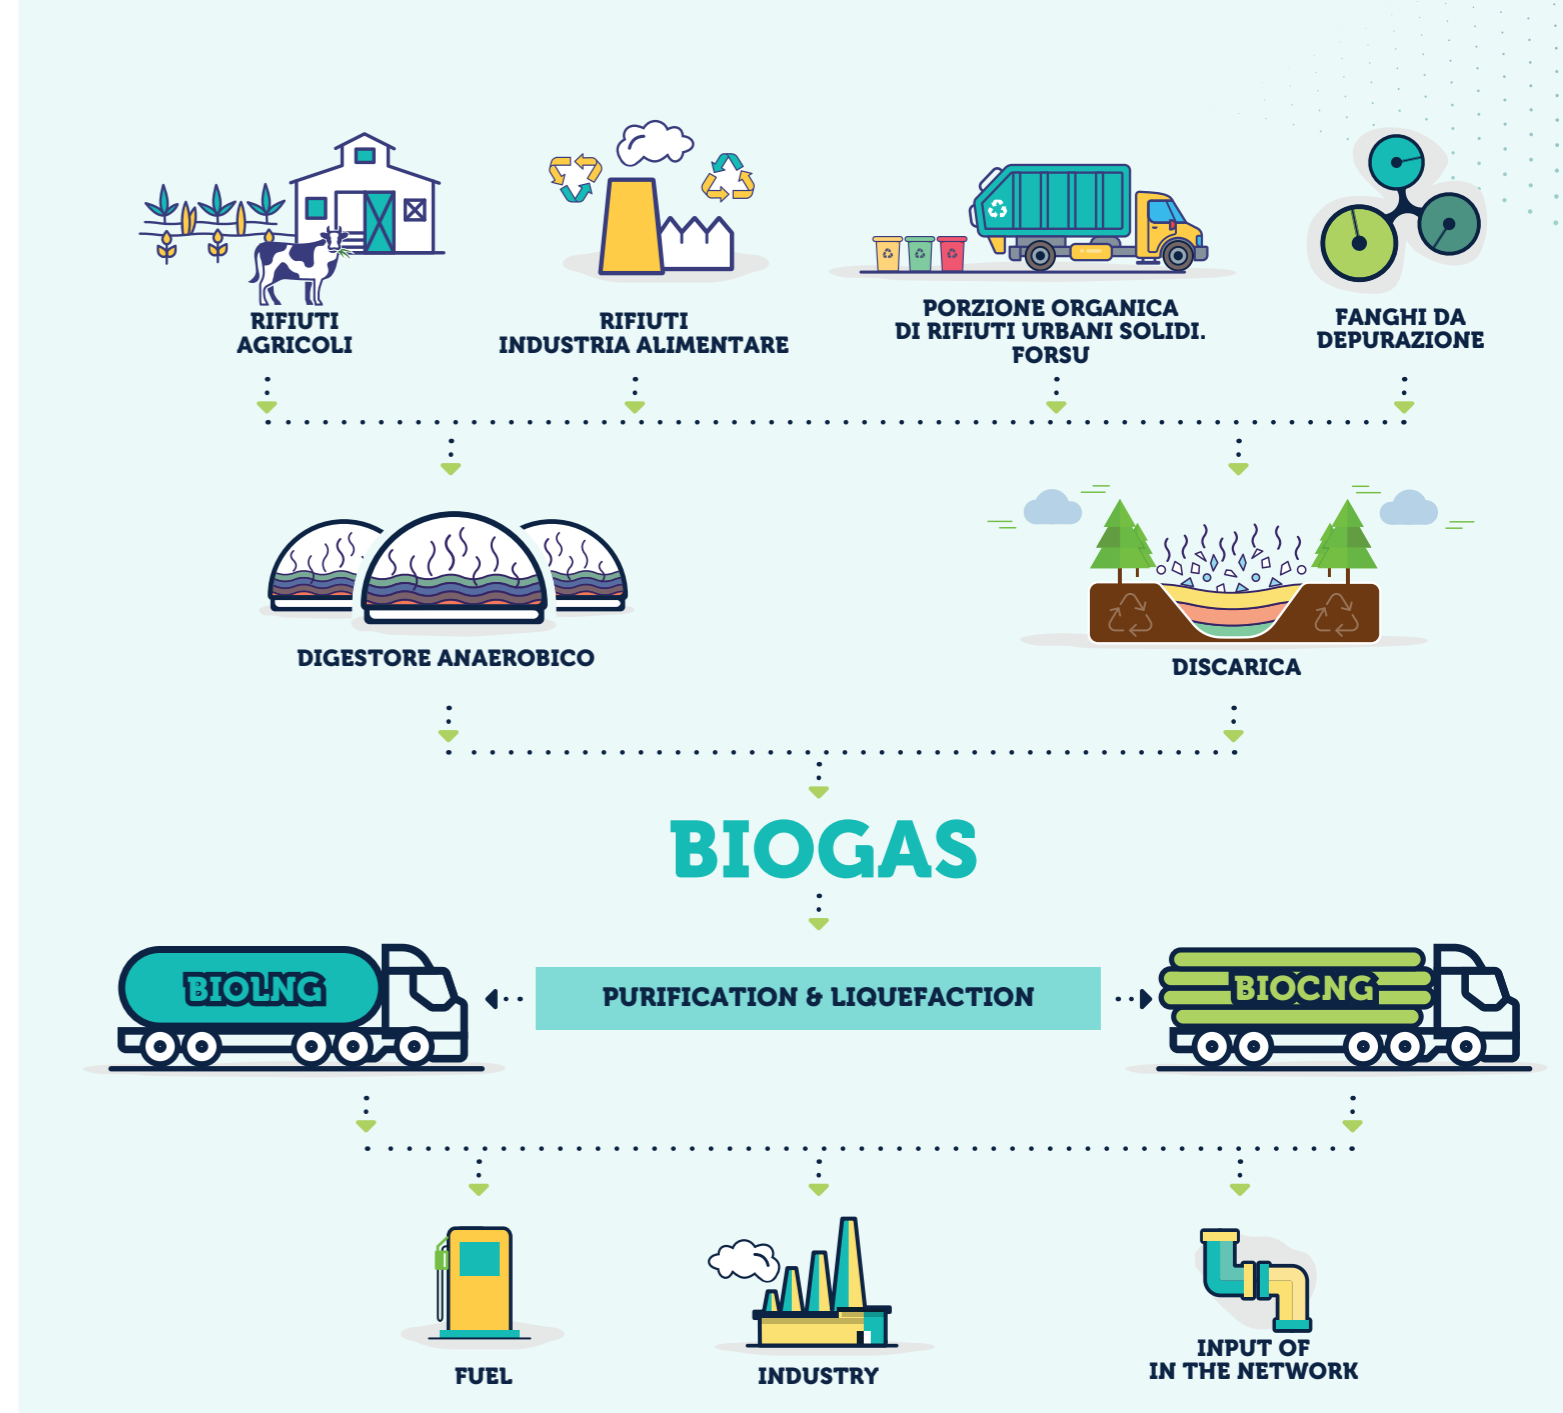 RIFIUTI
AGRICOLI
RIFIUTI
INDUSTRIA ALIMENTARE
PORZIONE ORGANICA
DI RIFIUTI URBANI SOLIDI.
FORSU
FANGHI DA
DEPURAZIONE
DIGESTORE ANAEROBICO
DISCARICA
BIOGAS
BIOLNG
PURIFICATION & LIQUEFACTION
BIOCNG
FUEL
INDUSTRY
INPUT OF
IN THE NETWORK